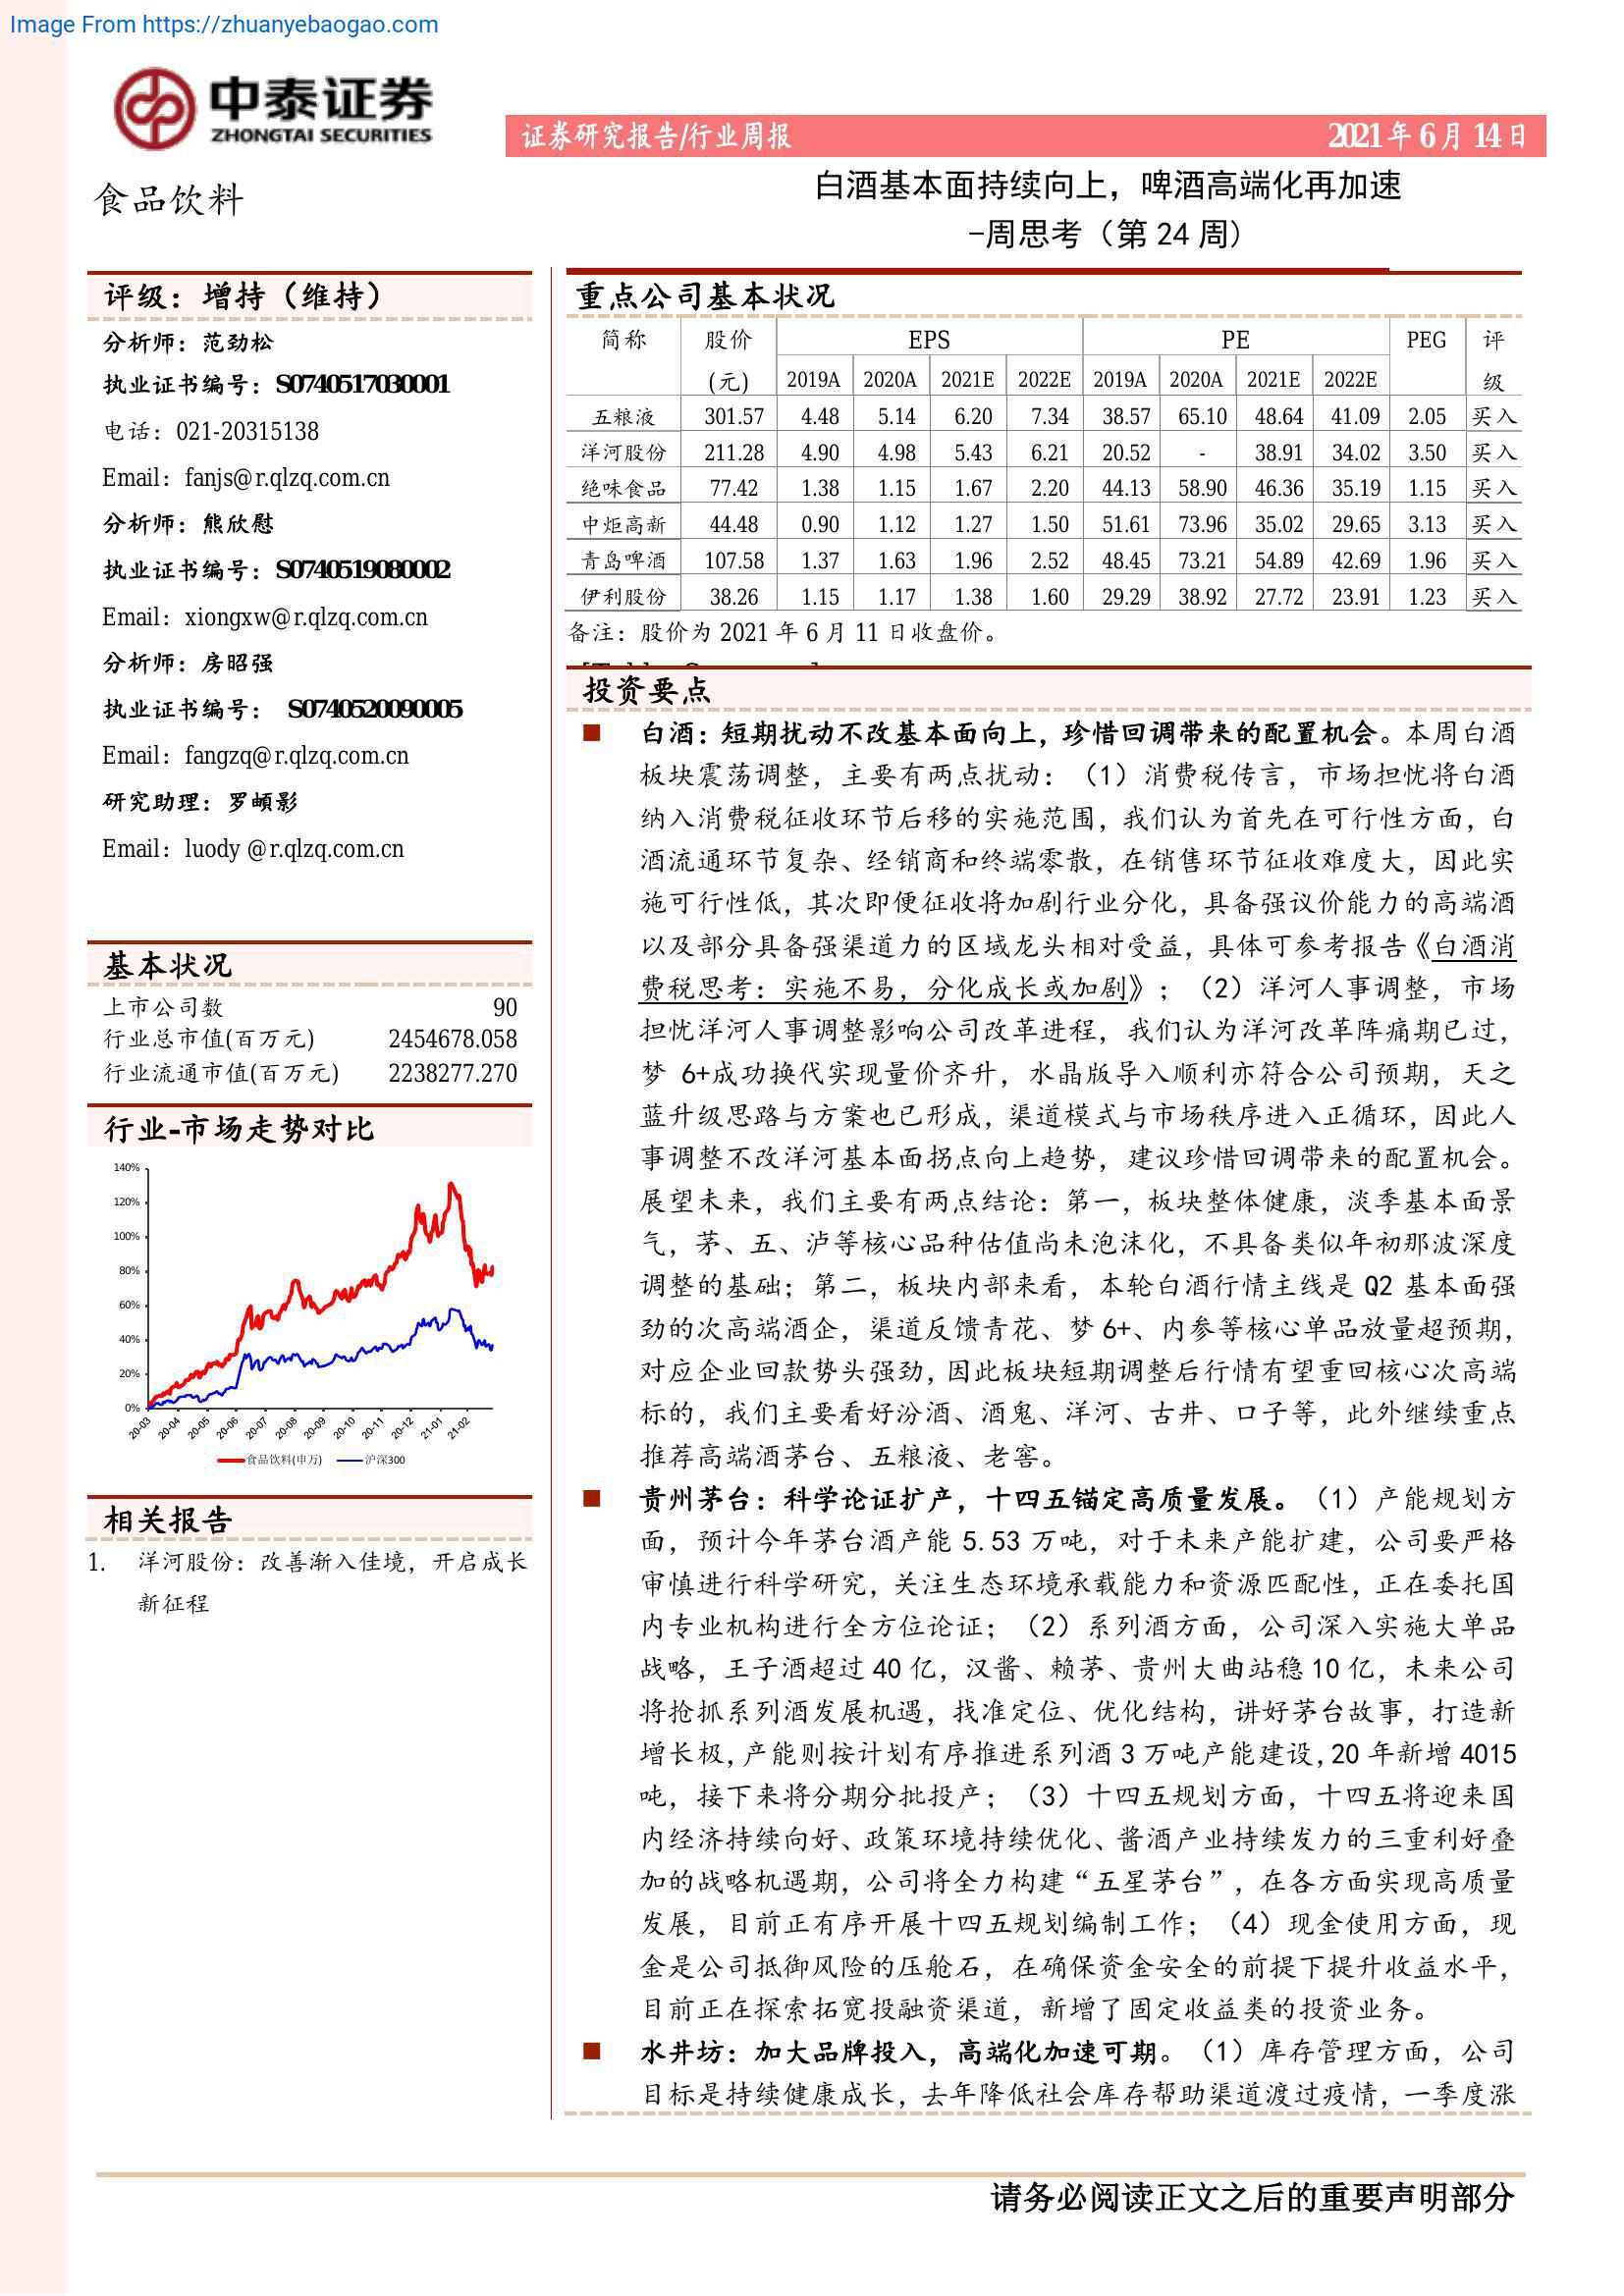 Image From https://zhuanyebaogao.com
中泰证券
ZHONGTAI SECURITIES
证券研究报告/行业周报 2021年6月14日
食品饮料
白酒基本面持续向上，啤酒高端化再加速
-周思考（第 24 周）
评级：增持（维持）
分析师：范劲松
执业证书编号：S0740517030001
电话：021-20315138
Email：fanjs@r.qlzq.com.cn
分析师：熊欣慰
执业证书编号：S0740519080002
Email：xiongxw@r.qlzq.com.cn
分析师：房昭强
执业证书编号： S0740520090005
Email：fangzq@r.qlzq.com.cn
研究助理：罗頔影
Email：luody @r.qlzq.com.cn
基本状况
上市公司数 90
行业总市值(百万元) 2454678.058
行业流通市值(百万元) 2238277.270
行业-市场走势对比
140%
120%
100%
80%
60%
40%
20%
0%
20-03 20-04 20-05 20-06 20-07 20-08 20-09 20-10 20-11 20-12 21-01 21-02
食品饮料(申万) 沪深300
相关报告
1. 洋河股份：改善渐入佳境，开启成长
新征程
重点公司基本状况
简称 股价 EPS PE PEG 评
(元) 2019A 2020A 2021E 2022E 2019A 2020A 2021E 2022E 级
五粮液 301.57 4.48 5.14 6.20 7.34 38.57 65.10 48.64 41.09 2.05 买入
洋河股份 211.28 4.90 4.98 5.43 6.21 20.52 - 38.91 34.02 3.50 买入
绝味食品 77.42 1.38 1.15 1.67 2.20 44.13 58.90 46.36 35.19 1.15 买入
中炬高新 44.48 0.90 1.12 1.27 1.50 51.61 73.96 35.02 29.65 3.13 买入
青岛啤酒 107.58 1.37 1.63 1.96 2.52 48.45 73.21 54.89 42.69 1.96 买入
伊利股份 38.26 1.15 1.17 1.38 1.60 29.29 38.92 27.72 23.91 1.23 买入
备注：股价为 2021 年 6 月 11 日收盘价。
投资要点
■ 白酒：短期扰动不改基本面向上，珍惜回调带来的配置机会。本周白酒
板块震荡调整，主要有两点扰动：（1）消费税传言，市场担忧将白酒
纳入消费税征收环节后移的实施范围，我们认为首先在可行性方面，白
酒流通环节复杂、经销商和终端零散，在销售环节征收难度大，因此实
施可行性低，其次即便征收将加剧行业分化，具备强议价能力的高端酒
以及部分具备强渠道力的区域龙头相对受益，具体可参考报告《白酒消
费税思考：实施不易，分化成长或加剧》；（2）洋河人事调整，市场
担忧洋河人事调整影响公司改革进程，我们认为洋河改革阵痛期已过，
梦 6+成功换代实现量价齐升，水晶版导入顺利亦符合公司预期，天之
蓝升级思路与方案也已形成，渠道模式与市场秩序进入正循环，因此人
事调整不改洋河基本面拐点向上趋势，建议珍惜回调带来的配置机会。
展望未来，我们主要有两点结论：第一，板块整体健康，淡季基本面景
气，茅、五、泸等核心品种估值尚未泡沫化，不具备类似年初那波深度
调整的基础；第二，板块内部来看，本轮白酒行情主线是 Q2 基本面强
劲的次高端酒企，渠道反馈青花、梦 6+、内参等核心单品放量超预期，
对应企业回款势头强劲，因此板块短期调整后行情有望重回核心次高端
标的，我们主要看好汾酒、酒鬼、洋河、古井、口子等，此外继续重点
推荐高端酒茅台、五粮液、老窖。
■ 贵州茅台：科学论证扩产，十四五锚定高质量发展。（1）产能规划方
面，预计今年茅台酒产能 5.53 万吨，对于未来产能扩建，公司要严格
审慎进行科学研究，关注生态环境承载能力和资源匹配性，正在委托国
内专业机构进行全方位论证；（2）系列酒方面，公司深入实施大单品
战略，王子酒超过 40 亿，汉酱、赖茅、贵州大曲站稳 10 亿，未来公司
将抢抓系列酒发展机遇，找准定位、优化结构，讲好茅台故事，打造新
增长极，产能则按计划有序推进系列酒 3 万吨产能建设，20 年新增 4015
吨，接下来将分期分批投产；（3）十四五规划方面，十四五将迎来国
内经济持续向好、政策环境持续优化、酱酒产业持续发力的三重利好叠
加的战略机遇期，公司将全力构建“五星茅台”，在各方面实现高质量
发展，目前正有序开展十四五规划编制工作；（4）现金使用方面，现
金是公司抵御风险的压舱石，在确保资金安全的前提下提升收益水平，
目前正在探索拓宽投融资渠道，新增了固定收益类的投资业务。
■ 水井坊：加大品牌投入，高端化加速可期。（1）库存管理方面，公司
目标是持续健康成长，去年降低社会库存帮助渠道渡过疫情，一季度涨
请务必阅读正文之后的重要声明部分